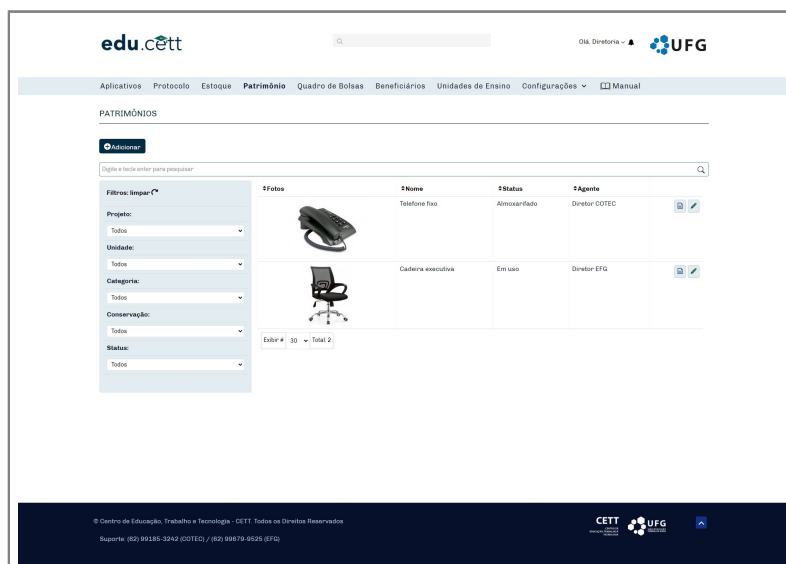 edu.cett
Olá, Diretoria
UFG
Aplicativos Protocolo Estoque Patrimônio Quadro de Bolsas Beneficiários Unidades de Ensino Configurações Manual
PATRIMÔNIOS
Adicionar
Digite e tecle enter para pesquisar
Filtros: limpar
Projeto:
Todos
Unidade:
Todos
Categoria:
Todos
Conservação:
Todos
Status:
Todos
Fotos Nome Status Agente
Telefone fixo Almoxarifado Diretor COTEC
Cadeira executiva Em uso Diretor EFG
Exibir # 30 Total: 2
© Centro de Educação, Trabalho e Tecnologia - CETT. Todos os Direitos Reservados
Suporte: (62) 99185-3242 (COTEC) / (62) 99679-9525 (EFG)
CETT
UFG